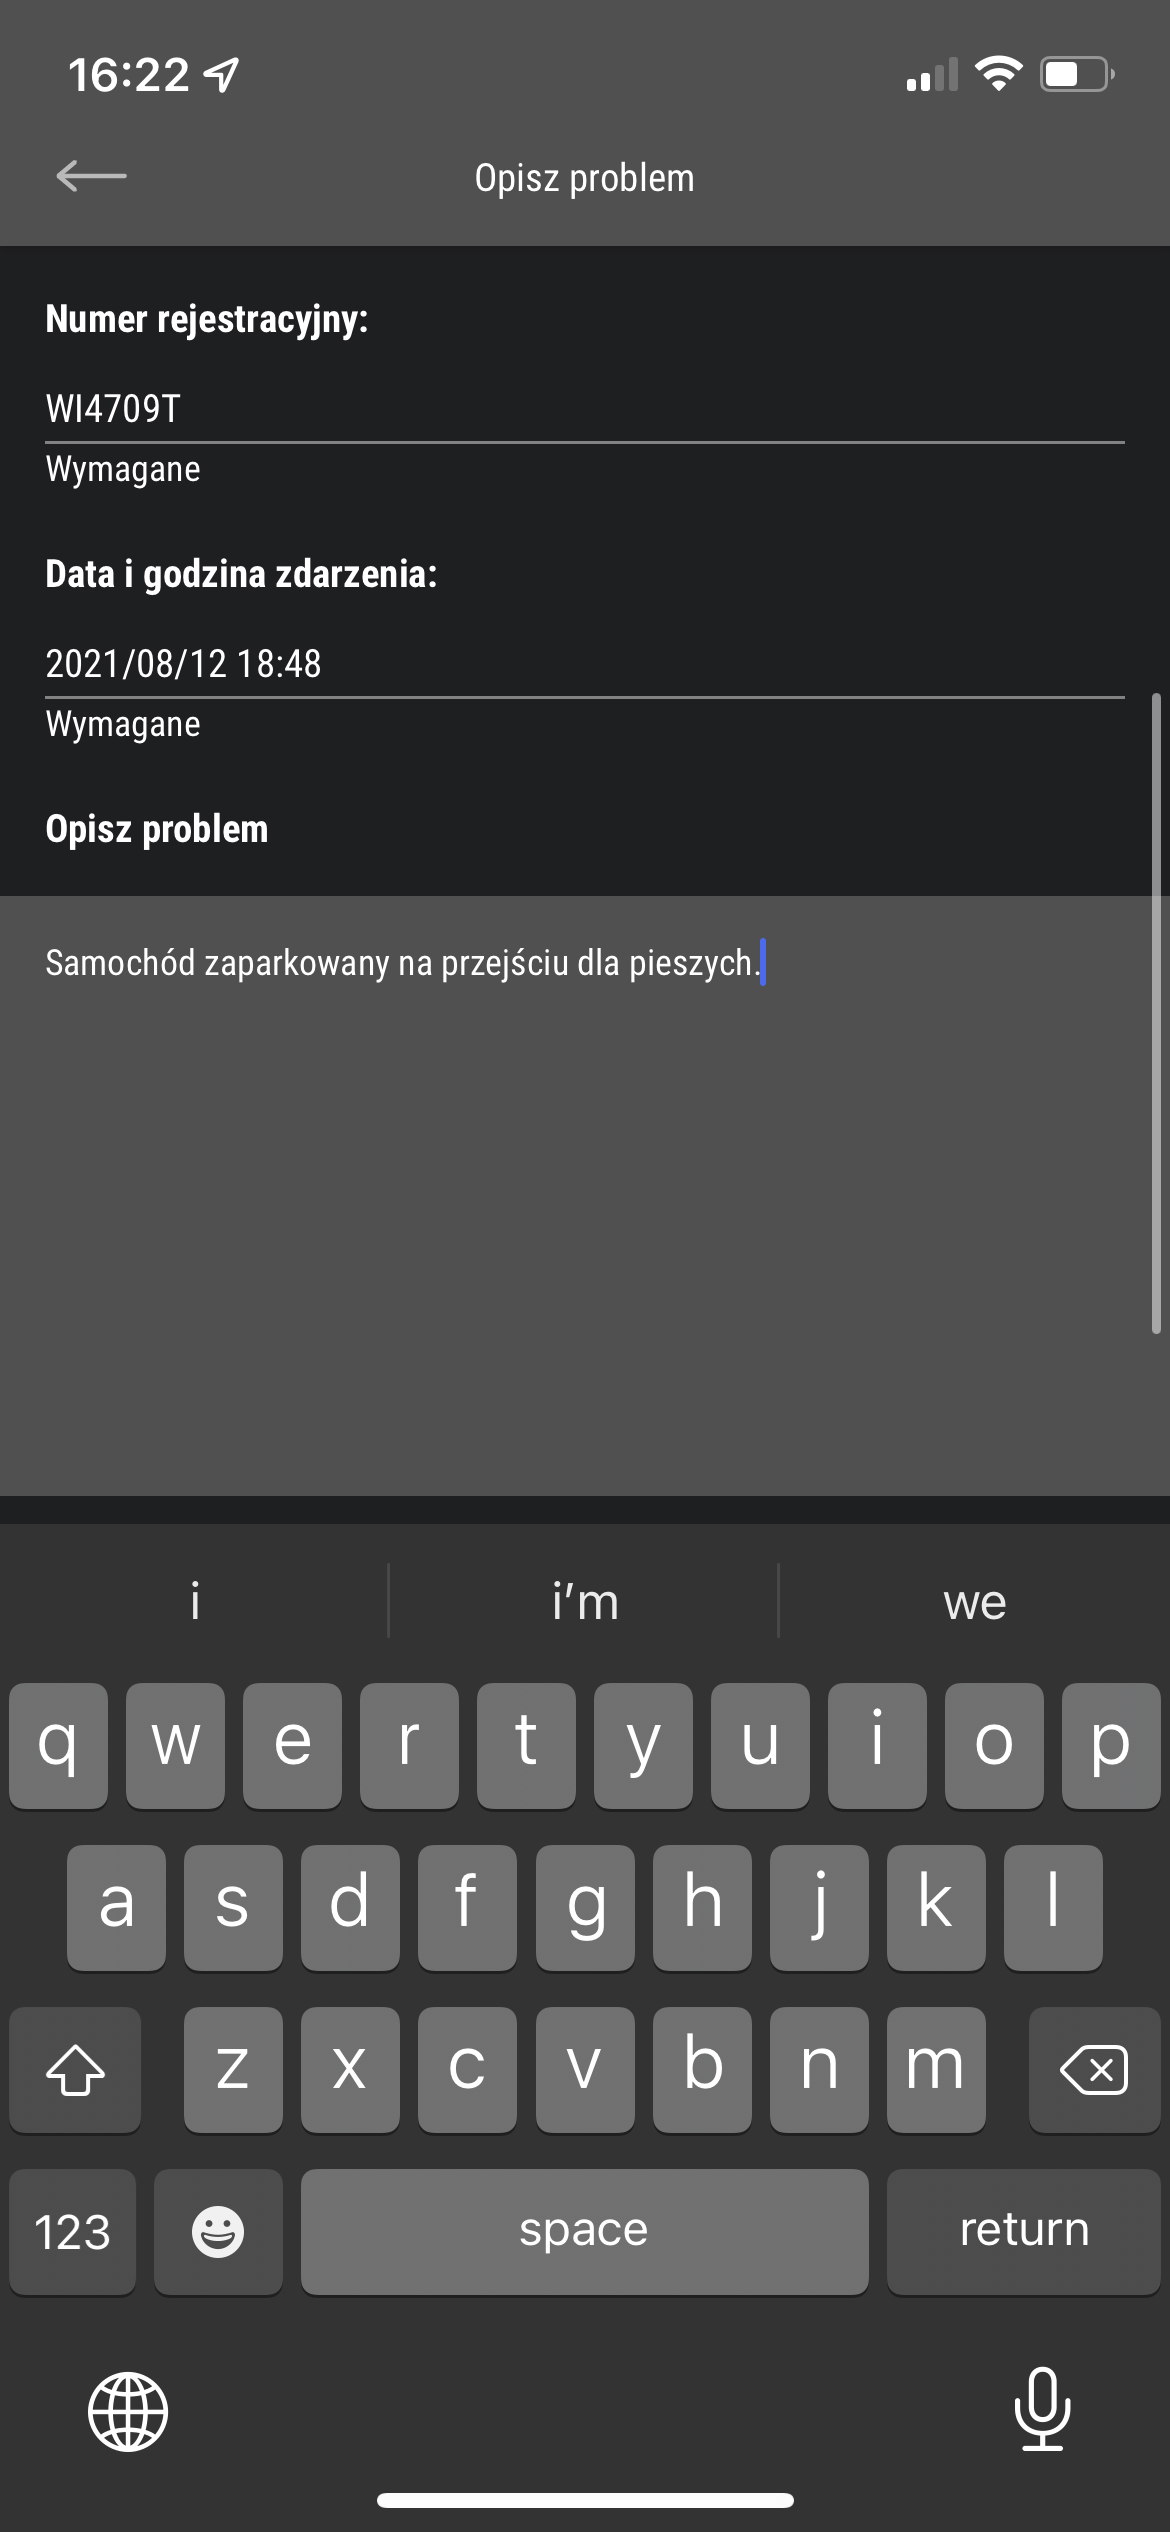 16:22
Opisz problem
Numer rejestracyjny:
WI4709T
Wymagane
Data i godzina zdarzenia:
2021/08/12 18:48
Wymagane
Opisz problem
Samochód zaparkowany na przejściu dla pieszych.
i i'm we
q w e r t y u i o p
a s d f g h j k l
z x c v b n m
123 space return